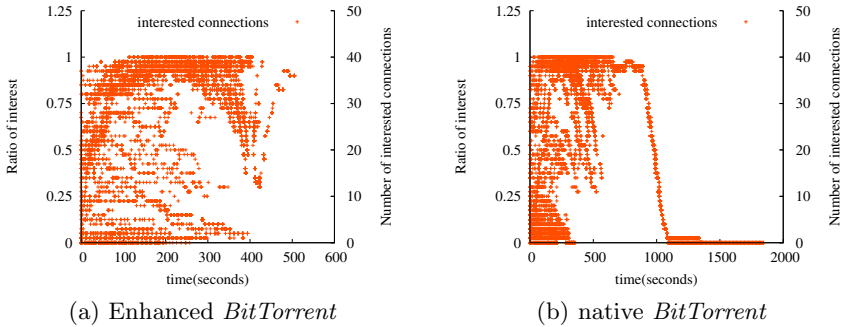 interested connections
1.25
1
0.75
0.5
0.25
0
Ratio of interest
50
40
30
20
10
0
Number of interested connections
0 100 200 300 400 500 600
time(seconds)
(a) Enhanced BitTorrent
interested connections
1.25
1
0.75
0.5
0.25
0
Ratio of interest
50
40
30
20
10
0
Number of interested connections
0 500 1000 1500 2000
time(seconds)
(b) native BitTorrent